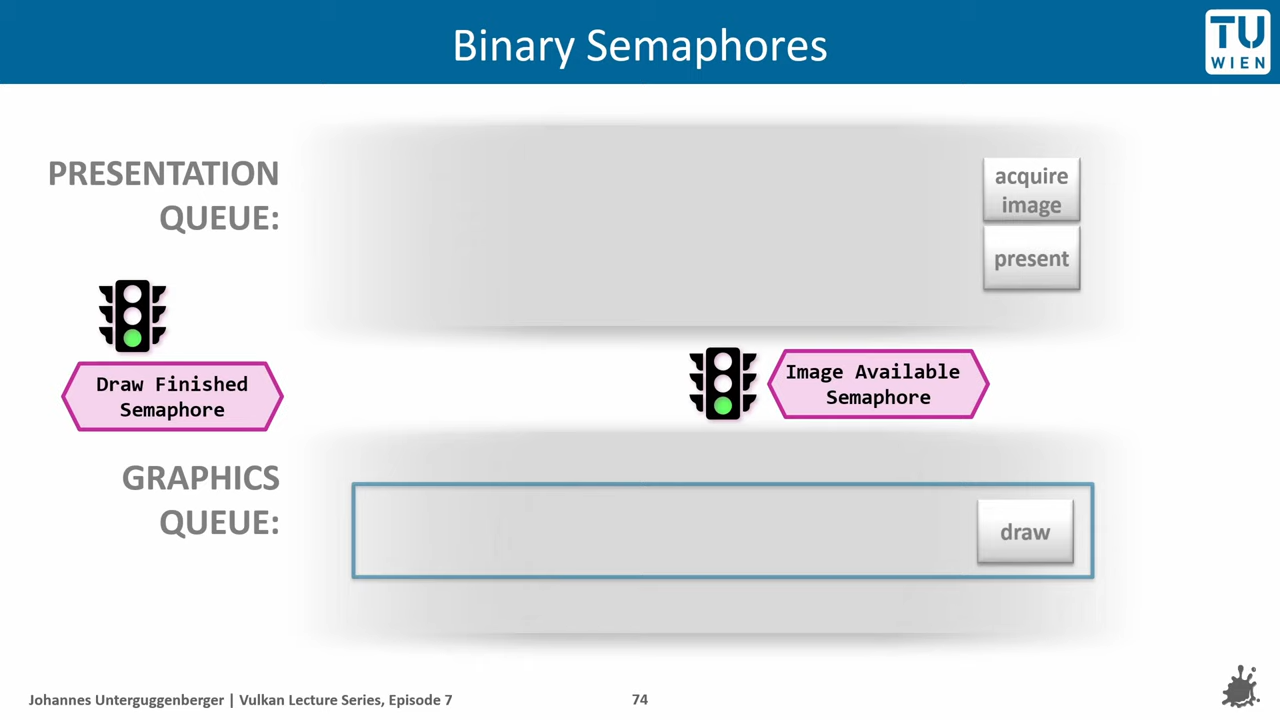 Binary Semaphores
TU
WIEN
PRESENTATION
QUEUE:
acquire
image
present
Draw Finished
Semaphore
Image Available
Semaphore
GRAPHICS
QUEUE:
draw
Johannes Unterguggenberger | Vulkan Lecture Series, Episode 7
74